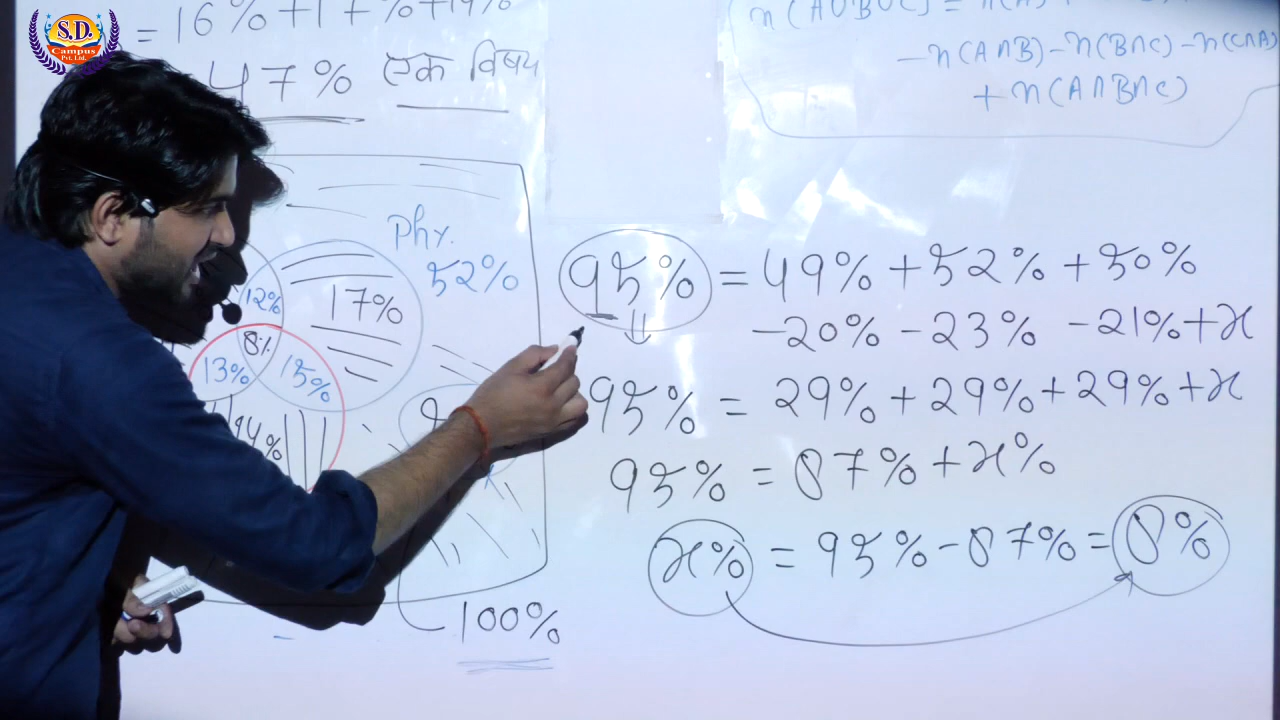 S.D.
Campus
Pvt. Ltd.
= 16% + 1 + % + 14%
47% एक विषय
n(A∪B∪C) =
-n(A∩B)-n(B∩C)-n(C∩A)
+n(A∩B∩C)
Phy.
52%
12%
17%
8%
13%
15%
14%
100%
95% = 49% + 52% + 50%
-20% -23% -21% + x
95% = 29% + 29% + 29% + x
95% = 87% + x%
x% = 95% - 87% = 8%